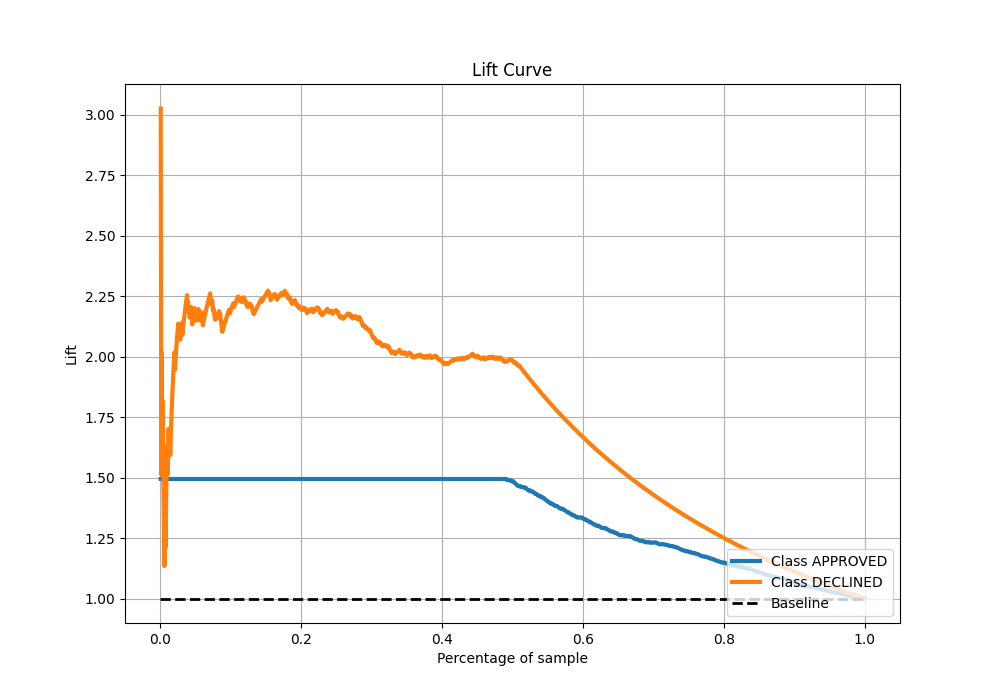 Lift Curve
3.00
2.75
2.50
2.25
2.00
1.75
1.50
1.25
1.00
Lift
Class APPROVED
Class DECLINED
Baseline
0.0 0.2 0.4 0.6 0.8 1.0
Percentage of sample